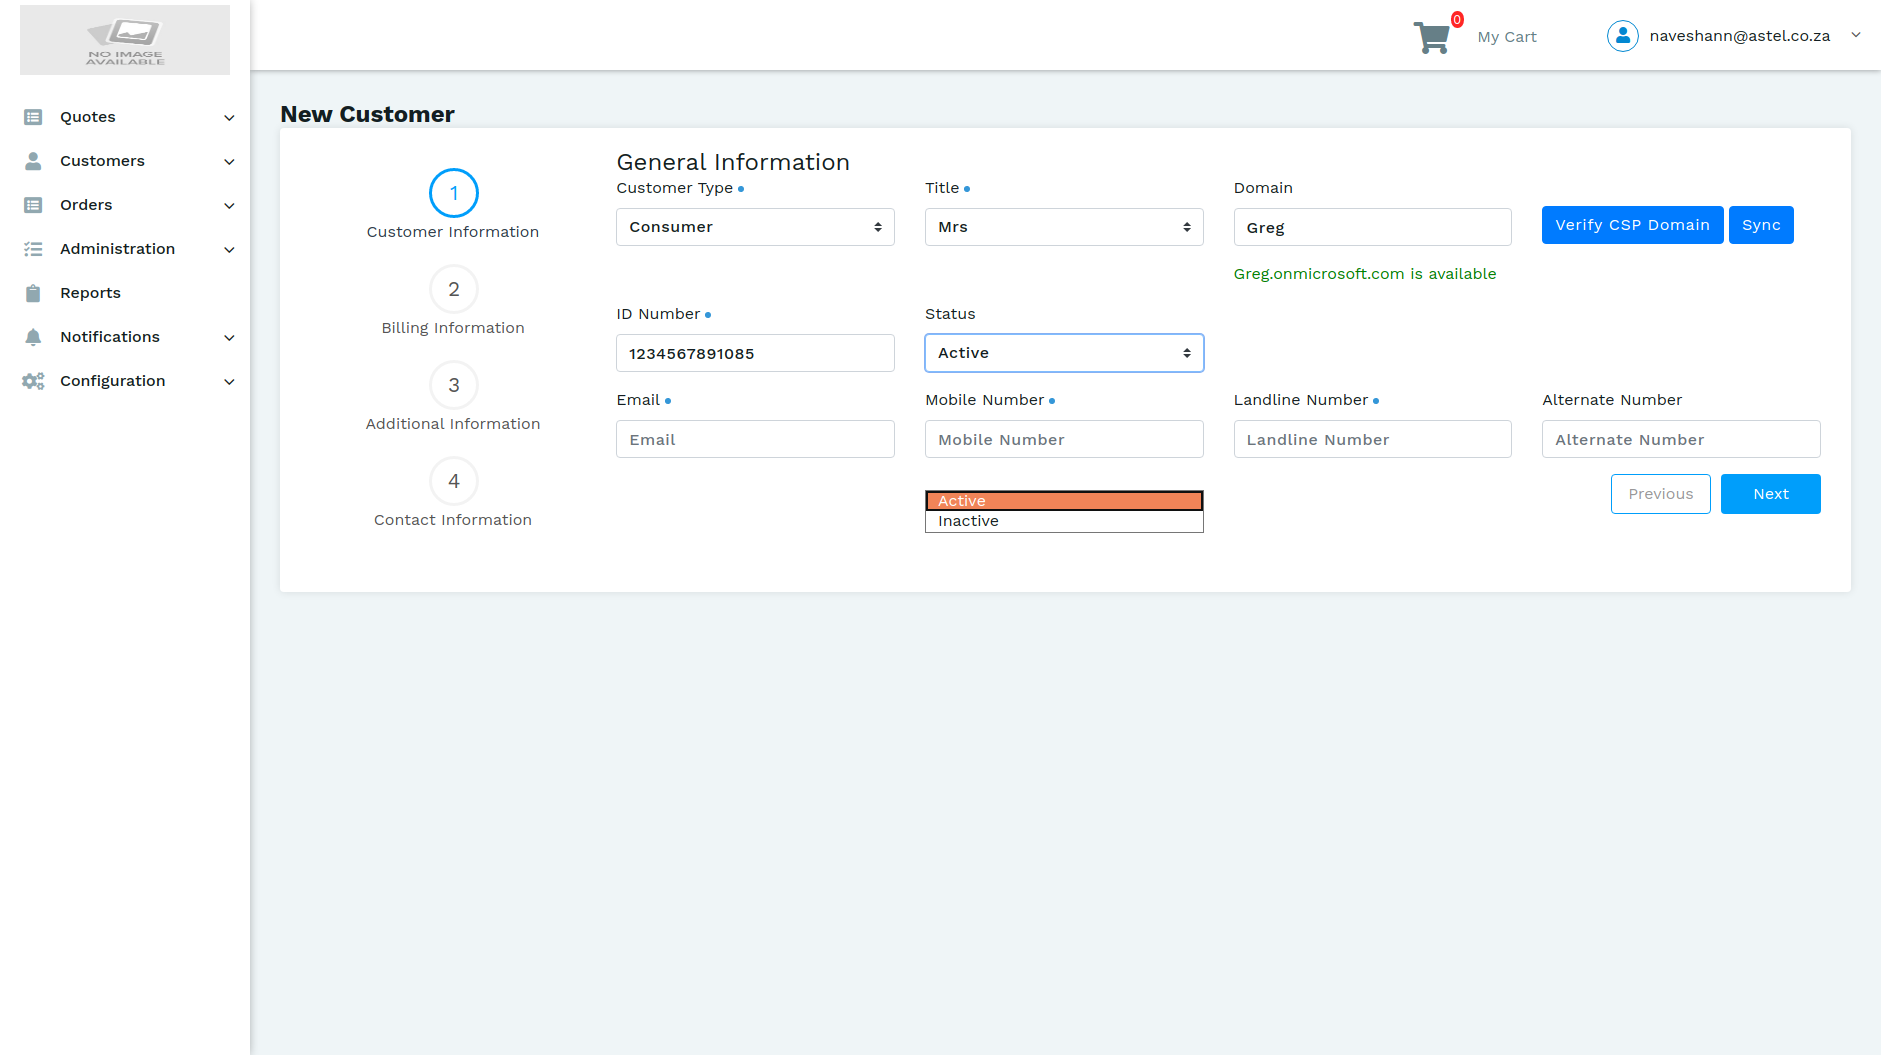 NO IMAGE
AVAILABLE
0
My Cart
naveshann@astel.co.za
Quotes
Customers
Orders
Administration
Reports
Notifications
Configuration
New Customer
1
Customer Information
2
Billing Information
3
Additional Information
4
Contact Information
General Information
Customer Type
Title
Domain
Consumer
Mrs
Greg
Verify CSP Domain
Sync
Greg.onmicrosoft.com is available
ID Number
Status
1234567891085
Active
Email
Mobile Number
Landline Number
Alternate Number
Email
Mobile Number
Landline Number
Alternate Number
Active
Inactive
Previous
Next